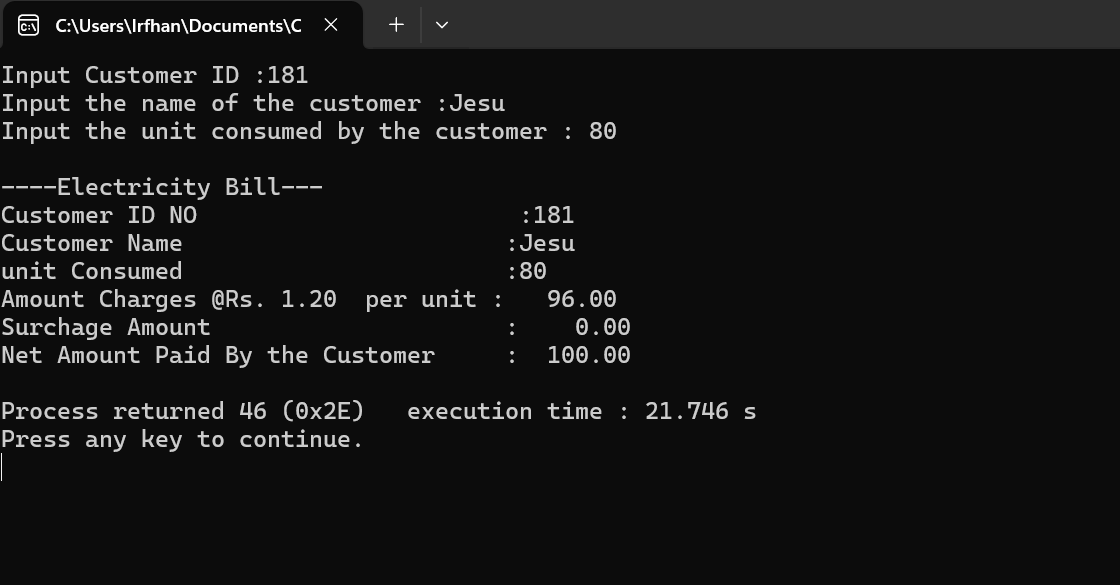 C:\Users\Irfhan\Documents\C
Input Customer ID :181
Input the name of the customer :Jesu
Input the unit consumed by the customer : 80
----Electricity Bill---
Customer ID NO                       :181
Customer Name                       :Jesu
unit Consumed                       :80
Amount Charges @Rs. 1.20  per unit :   96.00
Surchage Amount                     :    0.00
Net Amount Paid By the Customer     :  100.00
Process returned 46 (0x2E)   execution time : 21.746 s
Press any key to continue.